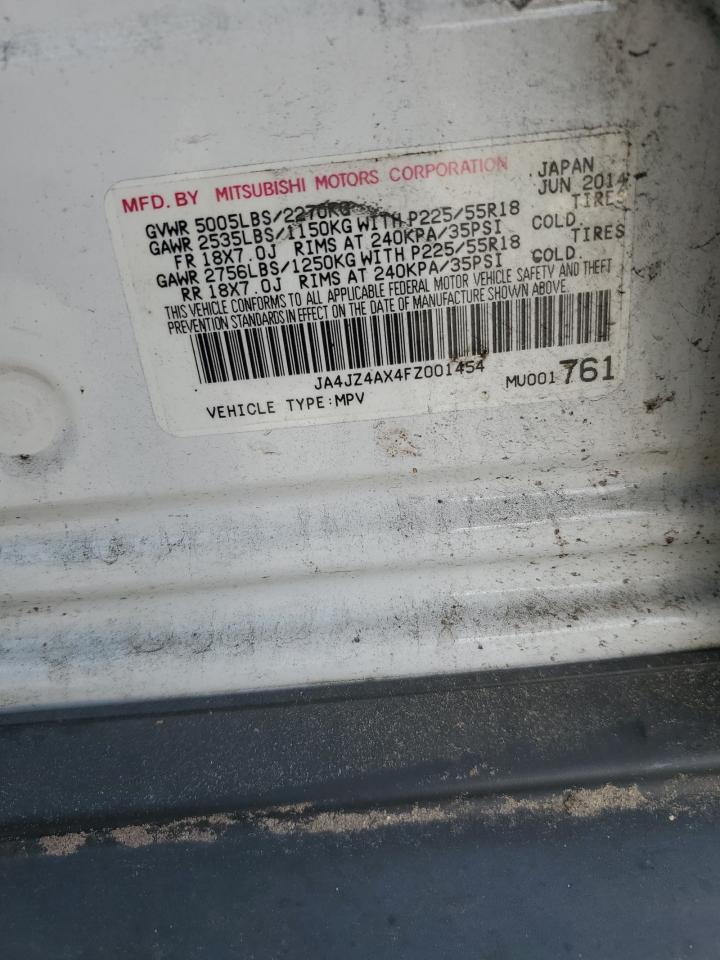 MFD. BY MITSUBISHI MOTORS CORPORATION JAPAN
JUN 2014
GVWR 5005LBS/2270KG
GAWR 2535LBS/1150KG WITH P225/55R18 TIRES
FR 18X7.0J RIMS AT 240KPA/35PSI COLD.
GAWR 2756LBS/1250KG WITH P225/55R18 TIRES
RR 18X7.0J RIMS AT 240KPA/35PSI COLD.
THIS VEHICLE CONFORMS TO ALL APPLICABLE FEDERAL MOTOR VEHICLE SAFETY AND THEFT
PREVENTION STANDARDS IN EFFECT ON THE DATE OF MANUFACTURE SHOWN ABOVE.
JA4JZ4AX4FZ001454
VEHICLE TYPE:MPV MU001761